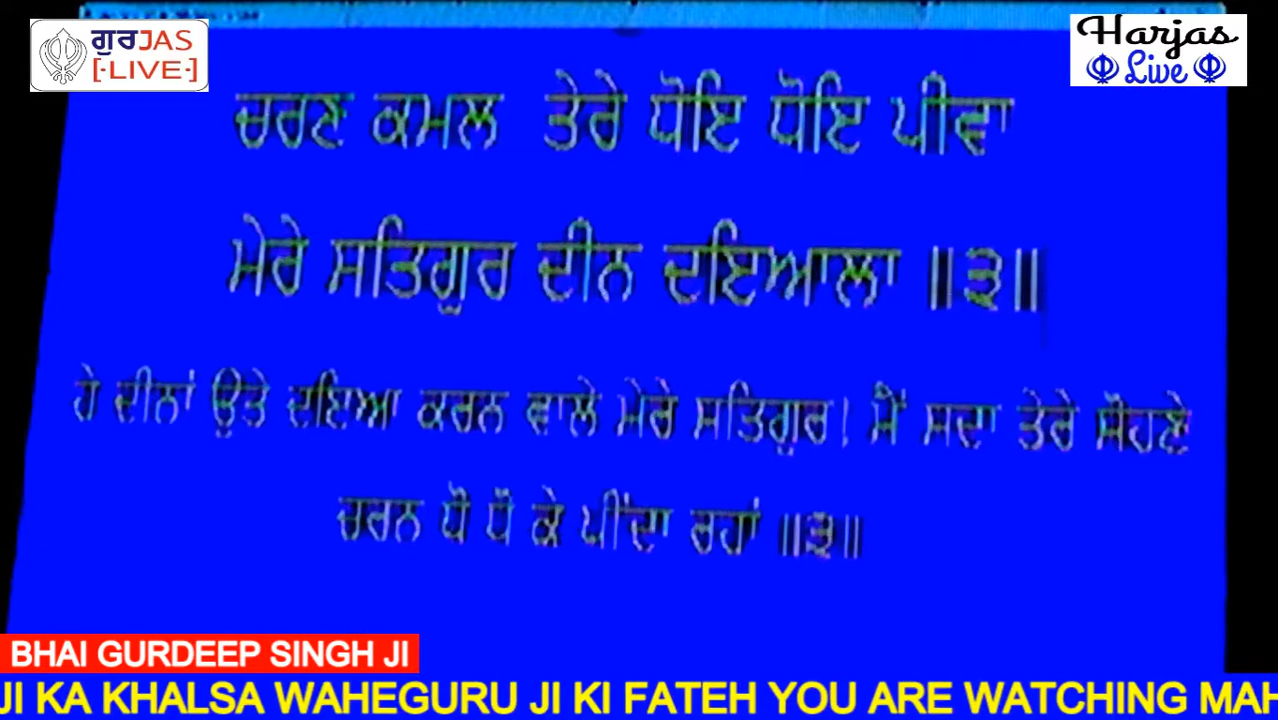 ਗੁਰJAS
[-LIVE-]
Harjas
Live
ਚਰਣ ਕਮਲ ਤੇਰੇ ਧੋਇ ਧੋਇ ਪੀਵਾ
ਮੇਰੇ ਸਤਿਗੁਰ ਦੀਨ ਦਇਆਲਾ ॥੩॥
ਹੇ ਦੀਨਾਂ ਉਤੇ ਦਇਆ ਕਰਨ ਵਾਲੇ ਮੇਰੇ ਸਤਿਗੁਰ! ਮੈਂ ਸਦਾ ਤੇਰੇ ਸੋਹਣੇ
ਚਰਨ ਧੋ ਧੋ ਕੇ ਪੀਂਦਾ ਰਹਾਂ ॥੩॥
BHAI GURDEEP SINGH JI
JI KA KHALSA WAHEGURU JI KI FATEH YOU ARE WATCHING MAH